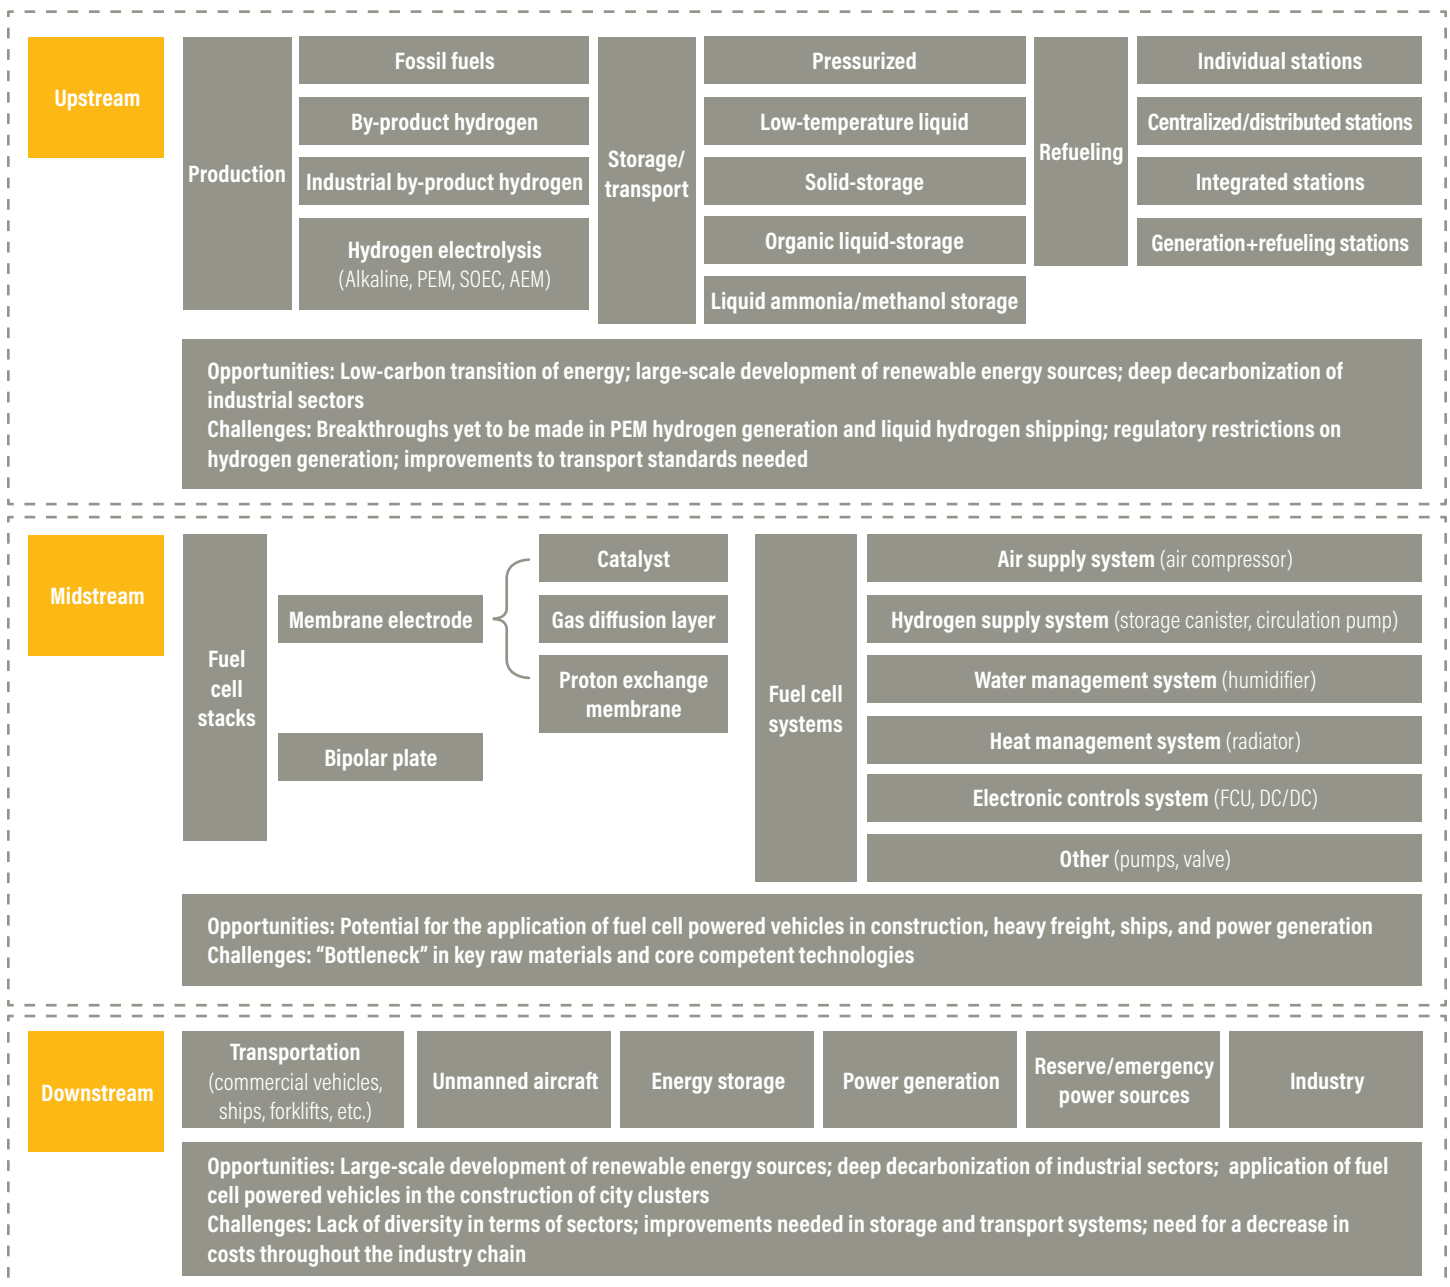 Upstream
Production
Fossil fuels
By-product hydrogen
Industrial by-product hydrogen
Hydrogen electrolysis
(Alkaline, PEM, SOEC, AEM)
Storage/
transport
Pressurized
Low-temperature liquid
Solid-storage
Organic liquid-storage
Liquid ammonia/methanol storage
Refueling
Individual stations
Centralized/distributed stations
Integrated stations
Generation+refueling stations
Opportunities: Low-carbon transition of energy; large-scale development of renewable energy sources; deep decarbonization of
industrial sectors
Challenges: Breakthroughs yet to be made in PEM hydrogen generation and liquid hydrogen shipping; regulatory restrictions on
hydrogen generation; improvements to transport standards needed
Midstream
Fuel
cell
stacks
Membrane electrode
Bipolar plate
Catalyst
Gas diffusion layer
Proton exchange
membrane
Fuel cell
systems
Air supply system (air compressor)
Hydrogen supply system (storage canister, circulation pump)
Water management system (humidifier)
Heat management system (radiator)
Electronic controls system (FCU, DC/DC)
Other (pumps, valve)
Opportunities: Potential for the application of fuel cell powered vehicles in construction, heavy freight, ships, and power generation
Challenges: “Bottleneck” in key raw materials and core competent technologies
Downstream
Transportation
(commercial vehicles,
ships, forklifts, etc.)
Unmanned aircraft
Energy storage
Power generation
Reserve/emergency
power sources
Industry
Opportunities: Large-scale development of renewable energy sources; deep decarbonization of industrial sectors; application of fuel
cell powered vehicles in the construction of city clusters
Challenges: Lack of diversity in terms of sectors; improvements needed in storage and transport systems; need for a decrease in
costs throughout the industry chain